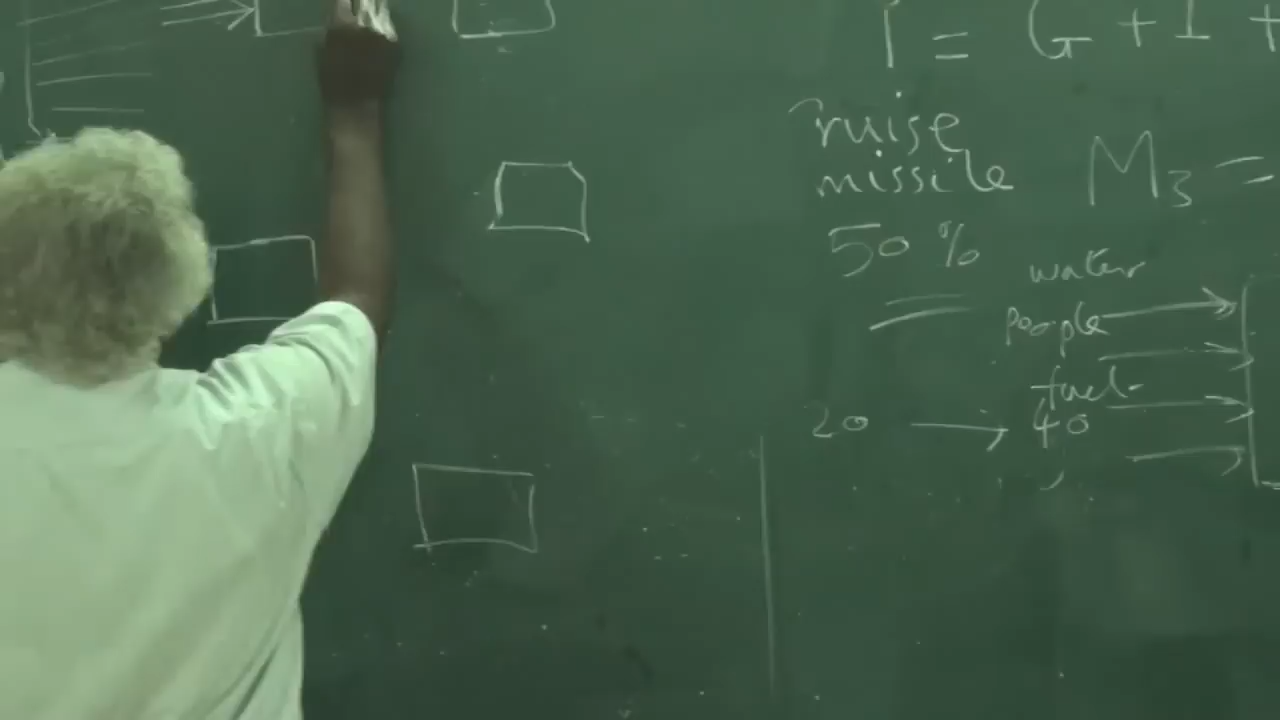 = G + I +
ruise
missile
M3 =
50 %
water
people
fuel
20 → 40